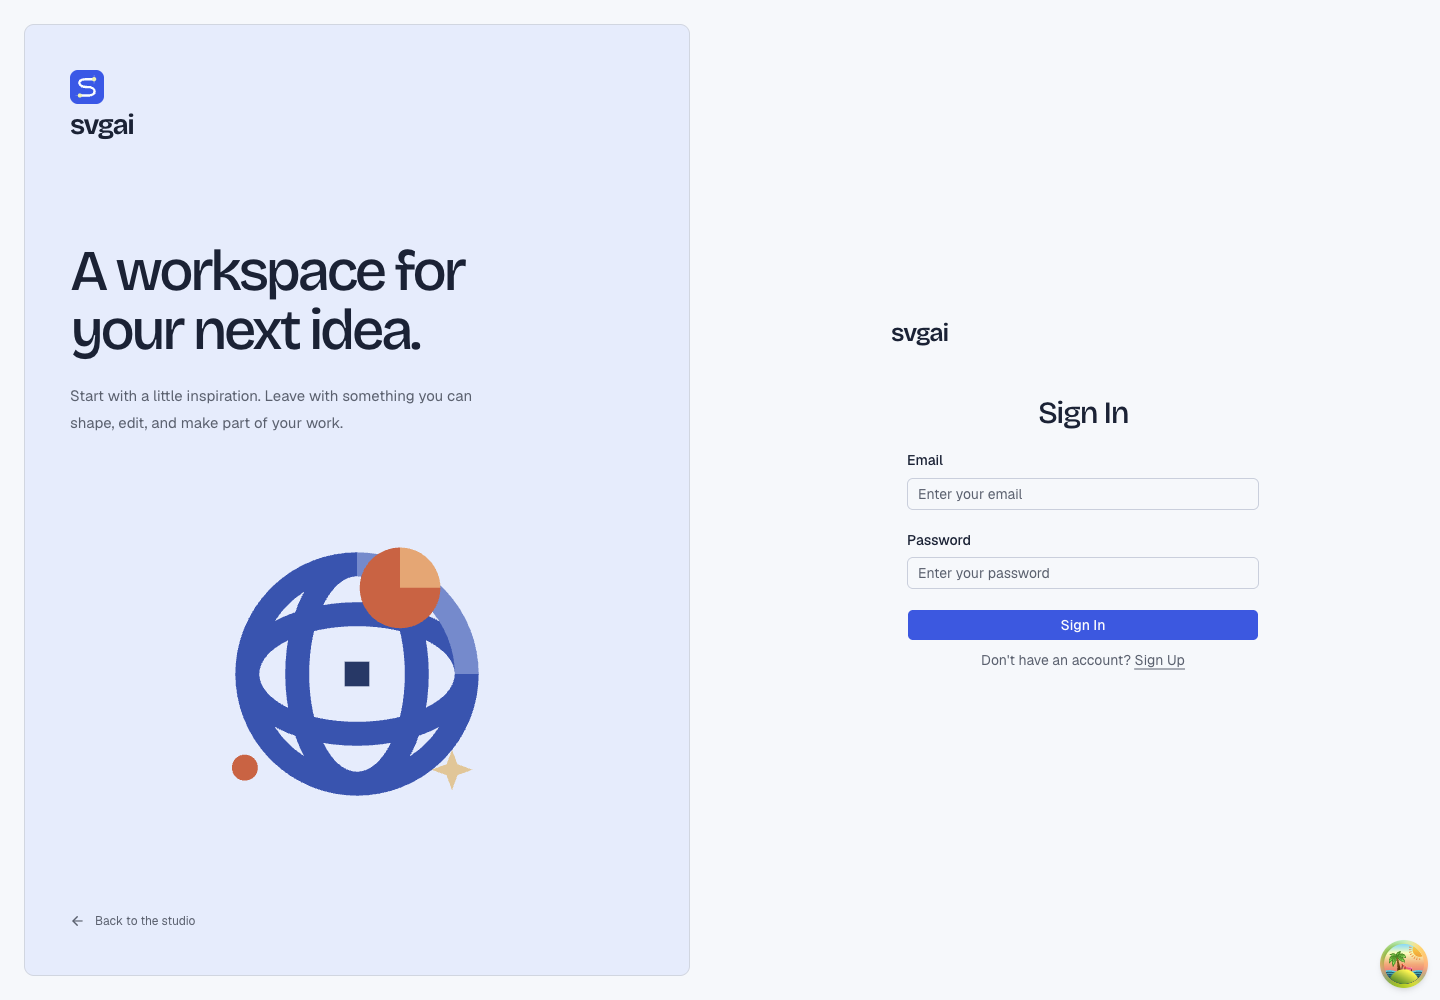 svgai
A workspace for
your next idea.
Start with a little inspiration. Leave with something you can
shape, edit, and make part of your work.
Back to the studio
svgai
Sign In
Email
Enter your email
Password
Enter your password
Sign In
Don't have an account? Sign Up